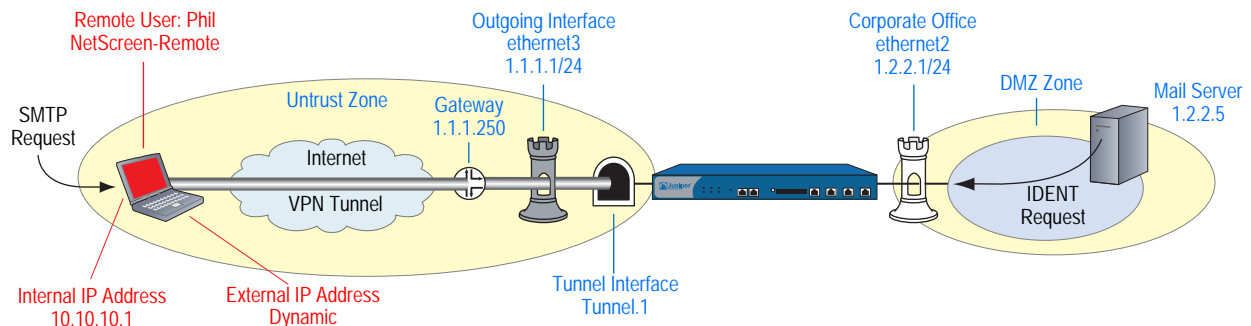 Remote User: Phil
NetScreen-Remote
Outgoing Interface
ethernet3
1.1.1.1/24
Corporate Office
ethernet2
1.2.2.1/24
DMZ Zone
Mail Server
1.2.2.5
Untrust Zone
Gateway
1.1.1.250
SMTP
Request
Internet
VPN Tunnel
Juniper
IDENT
Request
Internal IP Address
10.10.10.1
External IP Address
Dynamic
Tunnel Interface
Tunnel.1